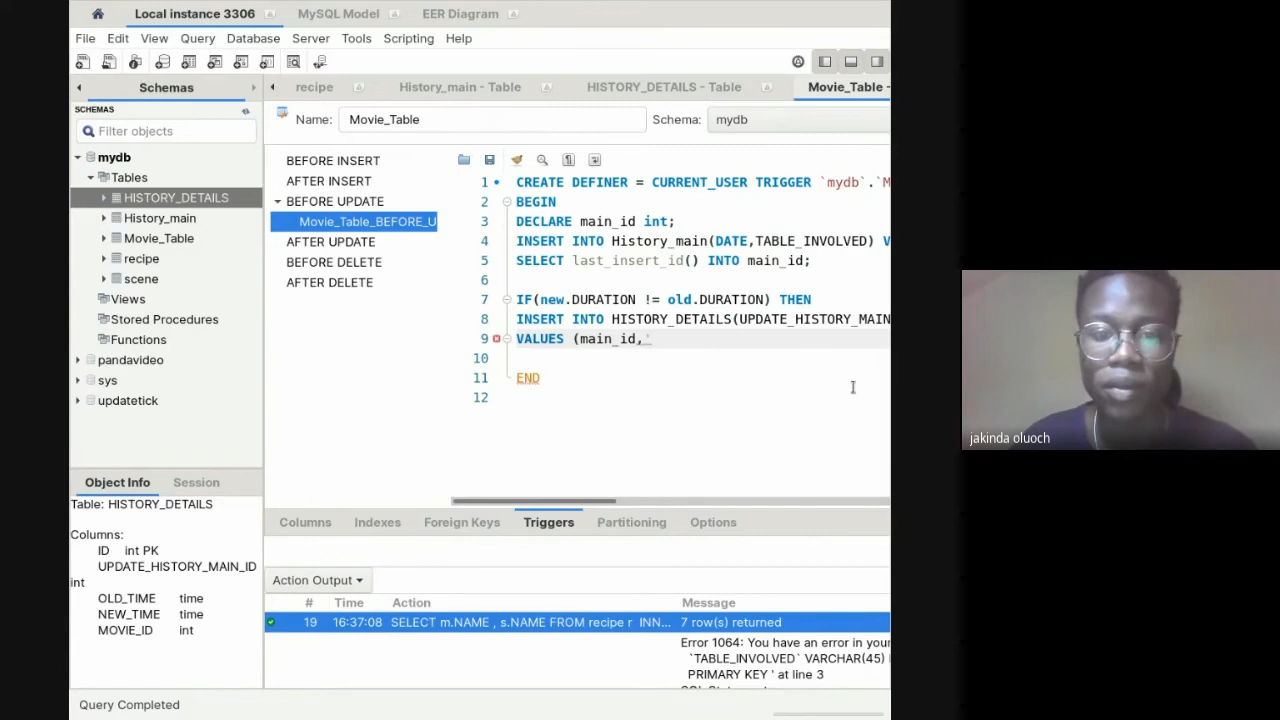 Local instance 3306
MySQL Model
EER Diagram
File Edit View Query Database Server Tools Scripting Help
Schemas
recipe
History_main - Table
HISTORY_DETAILS - Table
Movie_Table -
SCHEMAS
Filter objects
mydb
Tables
HISTORY_DETAILS
History_main
Movie_Table
recipe
scene
Views
Stored Procedures
Functions
pandavideo
sys
updatetick
Name: Movie_Table
Schema: mydb
BEFORE INSERT
AFTER INSERT
BEFORE UPDATE
Movie_Table_BEFORE_U
AFTER UPDATE
BEFORE DELETE
AFTER DELETE
1 CREATE DEFINER = CURRENT_USER TRIGGER `mydb`.`M
2 BEGIN
3 DECLARE main_id int;
4 INSERT INTO History_main(DATE,TABLE_INVOLVED) V
5 SELECT last_insert_id() INTO main_id;
6
7 IF(new.DURATION != old.DURATION) THEN
8 INSERT INTO HISTORY_DETAILS(UPDATE_HISTORY_MAIN
9 VALUES (main_id,'
10
11 END
12
Object Info
Session
Table: HISTORY_DETAILS
Columns:
ID int PK
UPDATE_HISTORY_MAIN_ID
int
OLD_TIME time
NEW_TIME time
MOVIE_ID int
Columns Indexes Foreign Keys Triggers Partitioning Options
Action Output
# Time Action Message
19 16:37:08 SELECT m.NAME , s.NAME FROM recipe r INN... 7 row(s) returned
Error 1064: You have an error in your
`TABLE_INVOLVED` VARCHAR(45)
PRIMARY KEY ' at line 3
Query Completed
jakinda oluoch